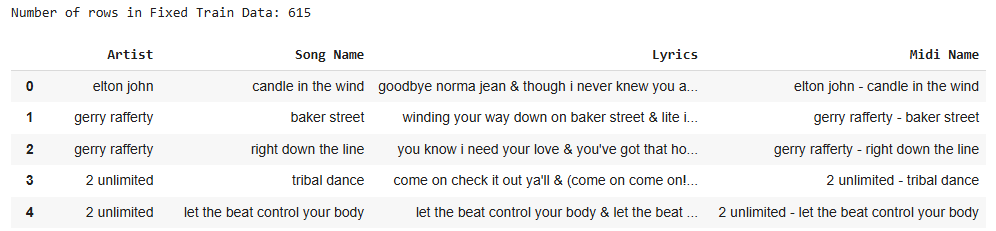 Number of rows in Fixed Train Data: 615
Artist Song Name Lyrics Midi Name
0 elton john candle in the wind goodbye norma jean & though i never knew you a... elton john - candle in the wind
1 gerry rafferty baker street winding your way down on baker street & lite i... gerry rafferty - baker street
2 gerry rafferty right down the line you know i need your love & you've got that ho... gerry rafferty - right down the line
3 2 unlimited tribal dance come on check it out ya'll & (come on come on!... 2 unlimited - tribal dance
4 2 unlimited let the beat control your body let the beat control your body & let the beat ... 2 unlimited - let the beat control your body